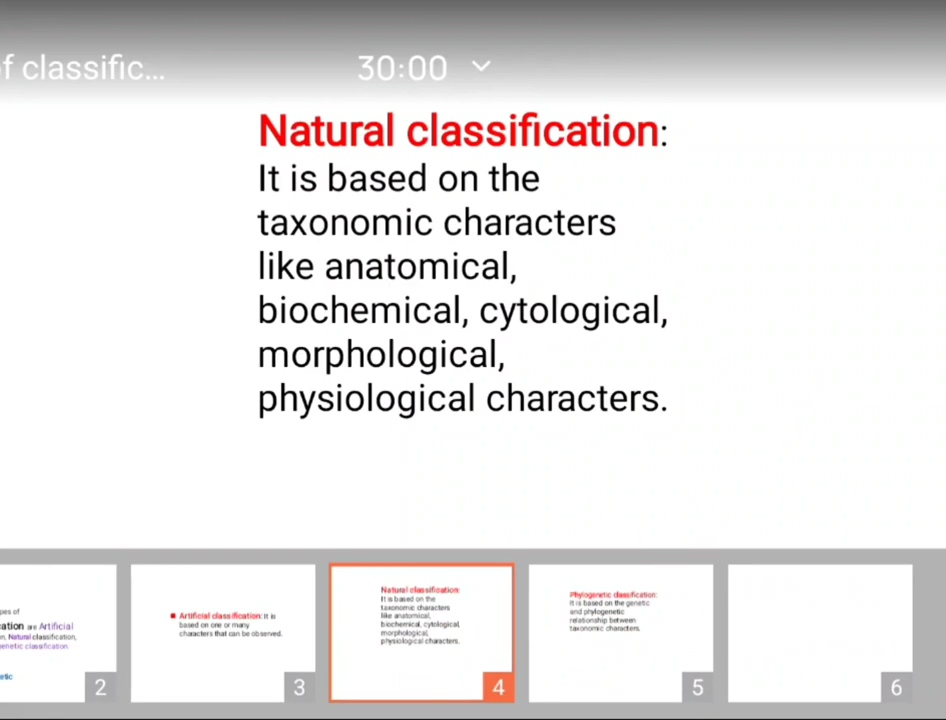 f classific...
30:00
Natural classification:
It is based on the
taxonomic characters
like anatomical,
biochemical, cytological,
morphological,
physiological characters.
pes of
ation are Artificial
n, Natural classification,
enetic classification.
etic
2
Artificial classification: It is
based on one or many
characters that can be observed.
3
Natural classification:
It is based on the
taxonomic characters
like anatomical,
biochemical, cytological,
morphological,
physiological characters.
4
Phylogenetic classification:
It is based on the genetic
and phylogenetic
relationship between
taxonomic characters.
5
6